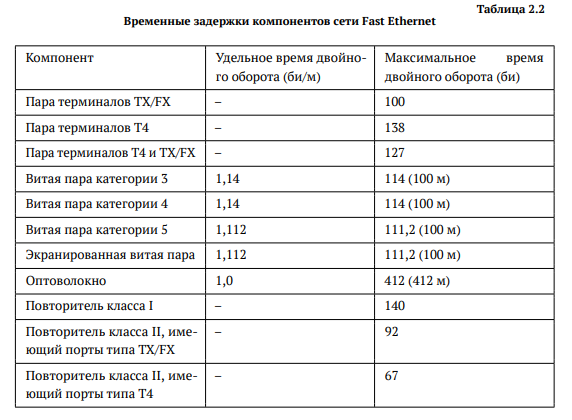 Таблица 2.2
Временные задержки компонентов сети Fast Ethernet
Компонент
Удельное время двойно-
го оборота (би/м)
Максимальное время
двойного оборота (би)
Пара терминалов TX/FX
–
100
Пара терминалов T4
–
138
Пара терминалов T4 и TX/FX
–
127
Витая пара категории 3
1,14
114 (100 м)
Витая пара категории 4
1,14
114 (100 м)
Витая пара категории 5
1,112
111,2 (100 м)
Экранированная витая пара
1,112
111,2 (100 м)
Оптоволокно
1,0
412 (412 м)
Повторитель класса I
–
140
Повторитель класса II, име-
ющий порты типа TX/FX
–
92
Повторитель класса II, име-
ющий порты типа T4
–
67